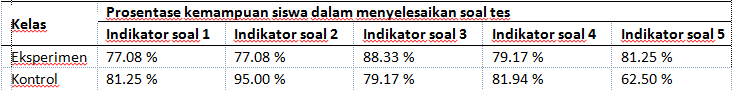 Kelas Prosentase kemampuan siswa dalam menyelesaikan soal tes
Indikator soal 1 Indikator soal 2 Indikator soal 3 Indikator soal 4 Indikator soal 5
Eksperimen 77.08 % 77.08 % 88.33 % 79.17 % 81.25 %
Kontrol 81.25 % 95.00 % 79.17 % 81.94 % 62.50 %